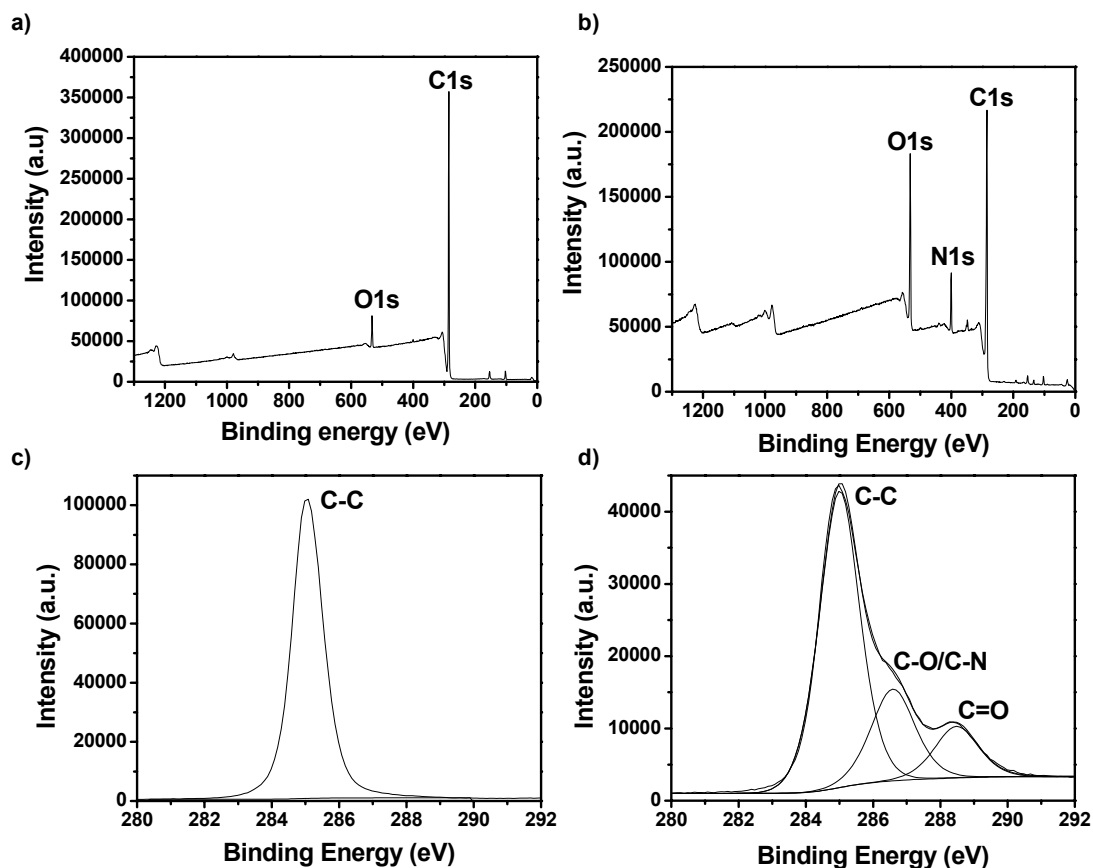 a)
400000
350000
300000
250000
200000
150000
100000
50000
0
Intensity (a.u)
C1s
O1s
1200 1000 800 600 400 200 0
Binding energy (eV)
b)
250000
200000
150000
100000
50000
0
Intensity (a.u.)
C1s
O1s
N1s
1200 1000 800 600 400 200 0
Binding Energy (eV)
c)
100000
80000
60000
40000
20000
0
Intensity (a.u.)
C-C
280 282 284 286 288 290 292
Binding Energy (eV)
d)
40000
30000
20000
10000
0
Intensity (a.u.)
C-C
C-O/C-N
C=O
280 282 284 286 288 290 292
Binding Energy (eV)